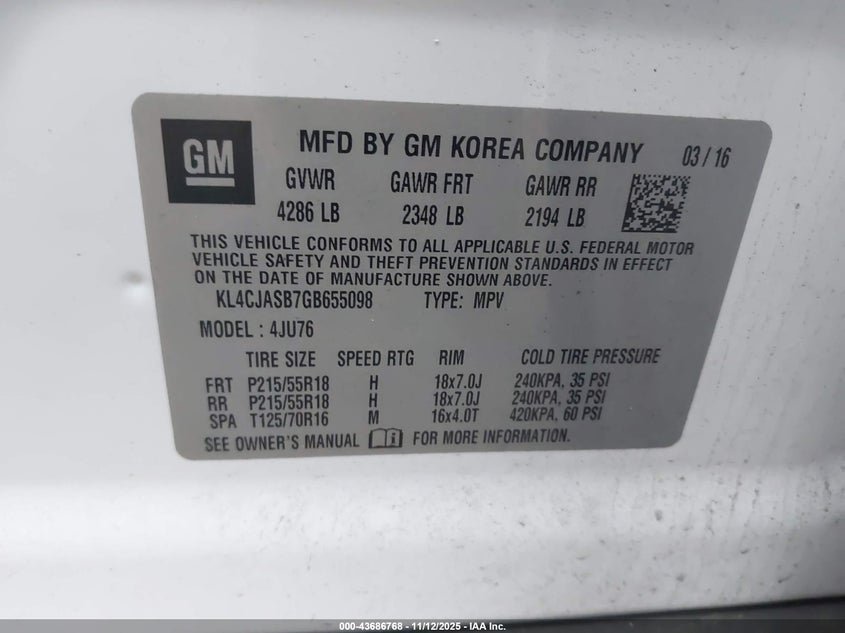 GM
MFD BY GM KOREA COMPANY 03 / 16
GVWR GAWR FRT GAWR RR
4286 LB 2348 LB 2194 LB
THIS VEHICLE CONFORMS TO ALL APPLICABLE U.S. FEDERAL MOTOR
VEHICLE SAFETY AND THEFT PREVENTION STANDARDS IN EFFECT
ON THE DATE OF MANUFACTURE SHOWN ABOVE.
KL4CJASB7GB655098 TYPE: MPV
MODEL : 4JU76
TIRE SIZE SPEED RTG RIM COLD TIRE PRESSURE
FRT P215/55R18 H 18x7.0J 240KPA, 35 PSI
RR P215/55R18 H 18x7.0J 240KPA, 35 PSI
SPA T125/70R16 M 16x4.0T 420KPA, 60 PSI
SEE OWNER'S MANUAL i FOR MORE INFORMATION.
000-43686768 - 11/12/2025 - IAA Inc.